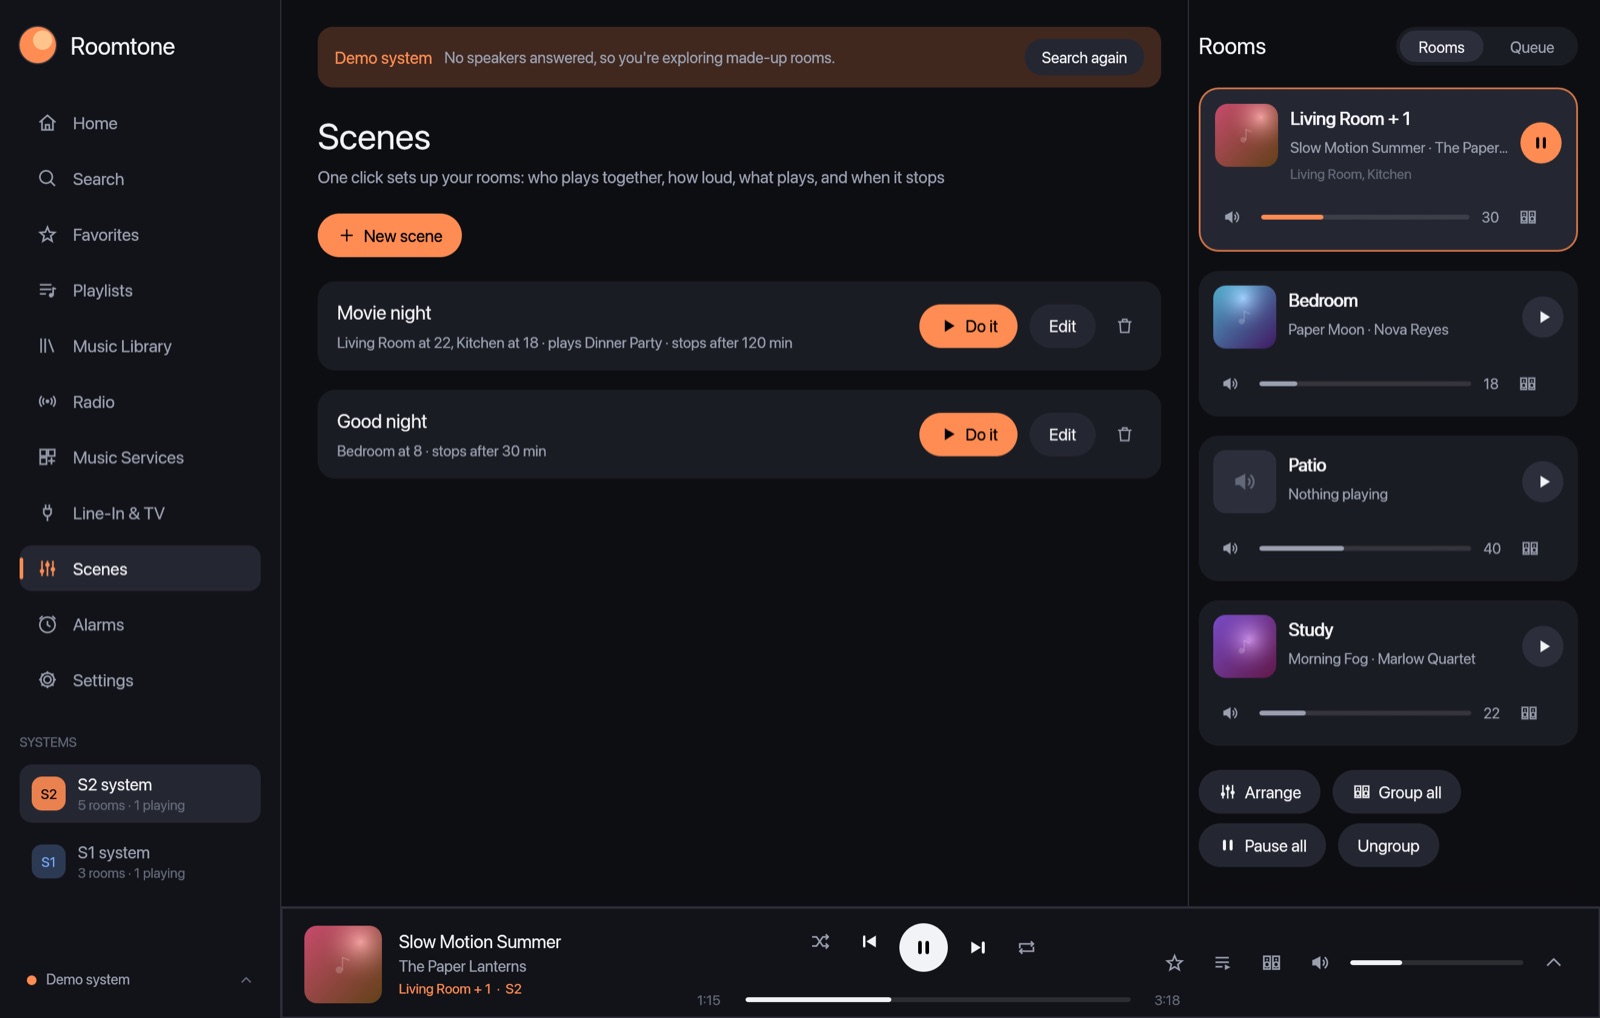 Roomtone
Home
Search
Favorites
Playlists
Music Library
Radio
Music Services
Line-In & TV
Scenes
Alarms
Settings
SYSTEMS
S2
S2 system
5 rooms · 1 playing
S1
S1 system
3 rooms · 1 playing
Demo system
Demo system No speakers answered, so you're exploring made-up rooms.
Search again
Scenes
One click sets up your rooms: who plays together, how loud, what plays, and when it stops
+ New scene
Movie night
Living Room at 22, Kitchen at 18 · plays Dinner Party · stops after 120 min
Do it
Edit
Good night
Bedroom at 8 · stops after 30 min
Do it
Edit
Rooms
Rooms
Queue
Living Room + 1
Slow Motion Summer · The Paper...
Living Room, Kitchen
30
Bedroom
Paper Moon · Nova Reyes
18
Patio
Nothing playing
40
Study
Morning Fog · Marlow Quartet
22
Arrange
Group all
Pause all
Ungroup
Slow Motion Summer
The Paper Lanterns
Living Room + 1 · S2
1:15
3:18